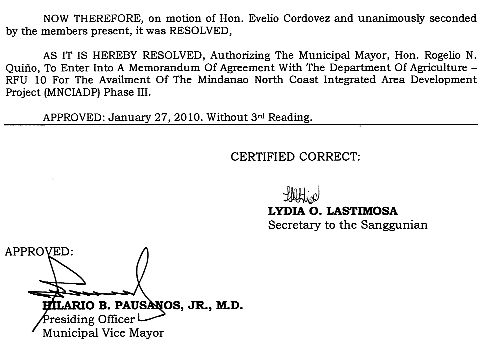 NOW THEREFORE, on motion of Hon. Evelio Cordovez and unanimously seconded
by the members present, it was RESOLVED,
AS IT IS HEREBY RESOLVED, Authorizing The Municipal Mayor, Hon. Rogelio N.
Quiño, To Enter Into A Memorandum Of Agreement With The Department Of Agriculture –
RFU 10 For The Availment Of The Mindanao North Coast Integrated Area Development
Project (MNCIADP) Phase III.
APPROVED: January 27, 2010. Without 3rd Reading.
CERTIFIED CORRECT:
LYDIA O. LASTIMOSA
Secretary to the Sanggunian
APPROVED:
HILARIO B. PAUSANOS, JR., M.D.
Presiding Officer
Municipal Vice Mayor